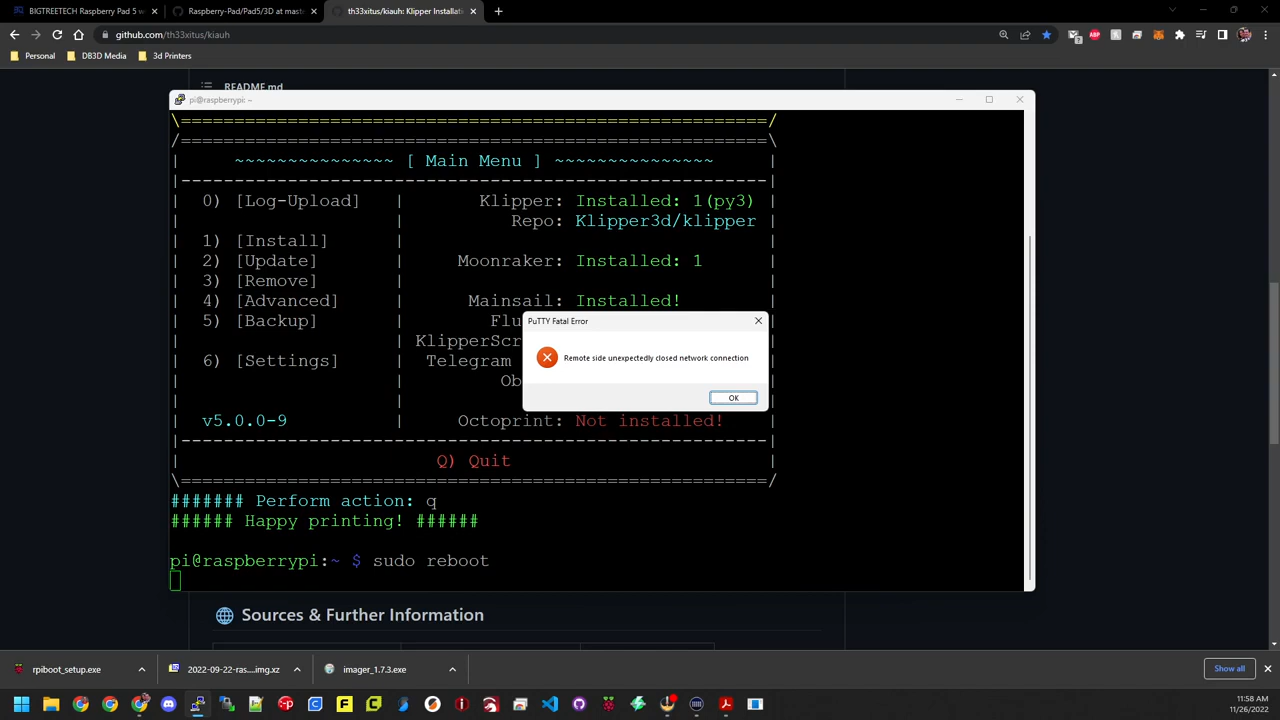 BIGTREETECH Raspberry Pad 5 w
Raspberry-Pad/Pad5/3D at master
th33xitus/kiauh: Klipper Installati
github.com/th33xitus/kiauh
Personal
DB3D Media
3d Printers
README.md
pi@raspberrypi: ~
\=======================================================/
/=======================================================\
| ~~~~~~~~~~~~~~~ [ Main Menu ] ~~~~~~~~~~~~~~~ |
|-------------------------------------------------------|
| 0) [Log-Upload] | Klipper: Installed: 1(py3) |
| | Repo: Klipper3d/klipper |
| 1) [Install] |
| 2) [Update] | Moonraker: Installed: 1 |
| 3) [Remove] |
| 4) [Advanced] | Mainsail: Installed! |
| 5) [Backup] | Flu
| | KlipperScr
| 6) [Settings] | Telegram
| | Ob
| v5.0.0-9 | Octoprint: Not installed! |
|-------------------------------------------------------|
| Q) Quit |
\=======================================================/
PuTTY Fatal Error
Remote side unexpectedly closed network connection
OK
####### Perform action: q
###### Happy printing! ######
pi@raspberrypi:~ $ sudo reboot
Sources & Further Information
rpiboot_setup.exe
2022-09-22-ras....img.xz
imager_1.7.3.exe
Show all
11:58 AM
11/26/2022